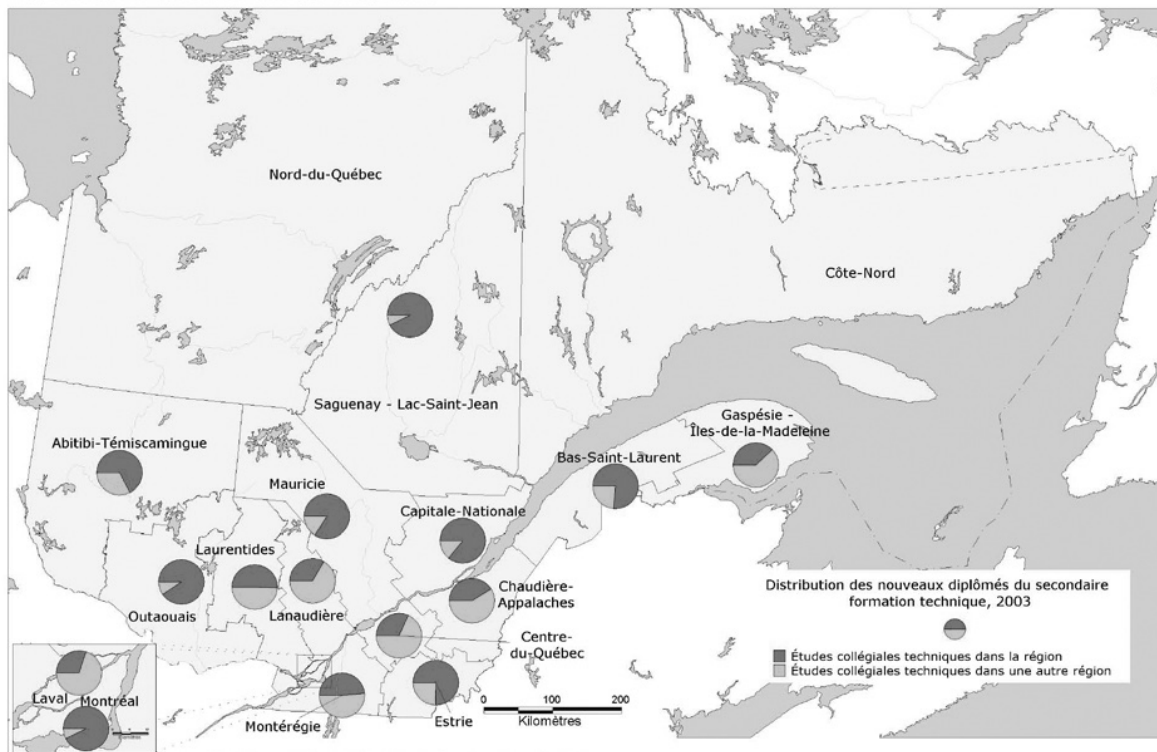 Nord-du-Québec
Côte-Nord
Saguenay - Lac-Saint-Jean
Gaspésie -
Îles-de-la-Madeleine
Abitibi-Témiscamingue
Bas-Saint-Laurent
Mauricie
Capitale-Nationale
Laurentides
Distribution des nouveaux diplômés du secondaire
formation technique, 2003
Chaudière-
Appalaches
Outaouais
Lanaudière
Centre-
du-Québec
Études collégiales techniques dans la région
Études collégiales techniques dans une autre région
Laval
Montréal
0 100 200
Kilomètres
Montérégie
Estrie